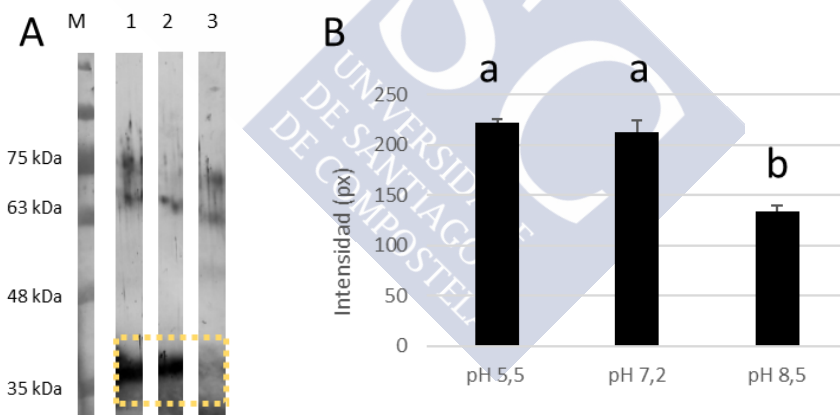 A
M 1 2 3
75 kDa
63 kDa
48 kDa
35 kDa
B
UNIVERSIDADE
DE SANTIAGO
DE COMPOSTELA
a a b
250
200
150
100
50
0
Intensidad (px)
pH 5,5 pH 7,2 pH 8,5